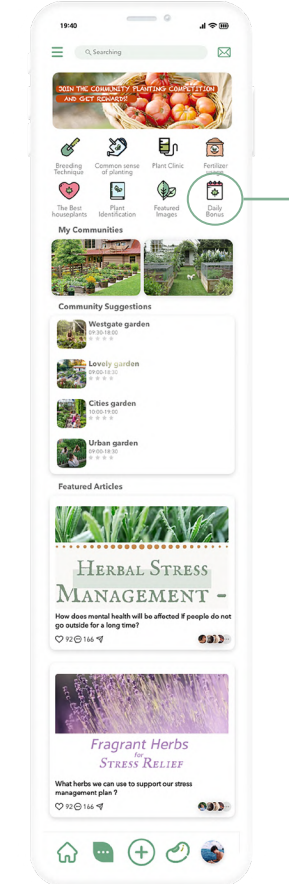 19:40
Searching
JOIN THE COMMUNITY PLANTING COMPETITION
AND GET REWARDS!
Breeding
Technique
Common sense
of planting
Plant Clinic
Fertilizer
The Best
houseplants
Plant
Identification
Featured
Images
Daily
Bonus
My Communities
Community Suggestions
Westgate garden
09:30-18:00
Lovely garden
09:00-18:30
Cities garden
10:00-19:00
Urban garden
09:00-18:30
Featured Articles
HERBAL STRESS
MANAGEMENT -
How does mental health will be affected If people do not
go outside for a long time?
92 166
Fragrant Herbs
for
STRESS RELIEF
What herbs we can use to support our stress
management plan ?
92 166